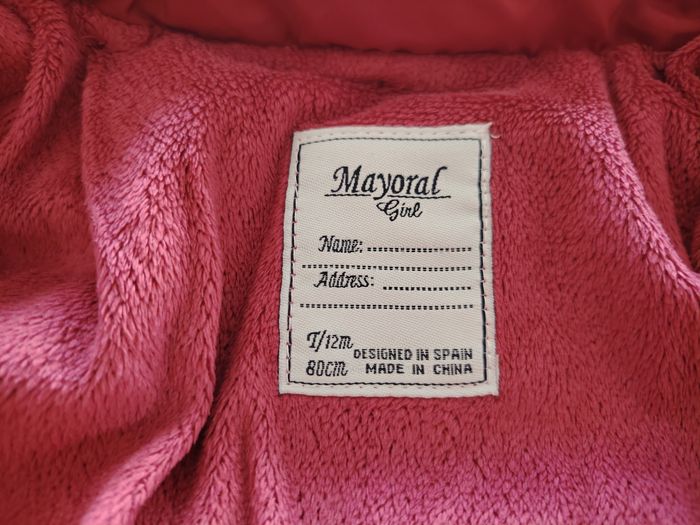 Mayoral
Girl
Name:
Address:
T/12m
80cm
DESIGNED IN SPAIN
MADE IN CHINA